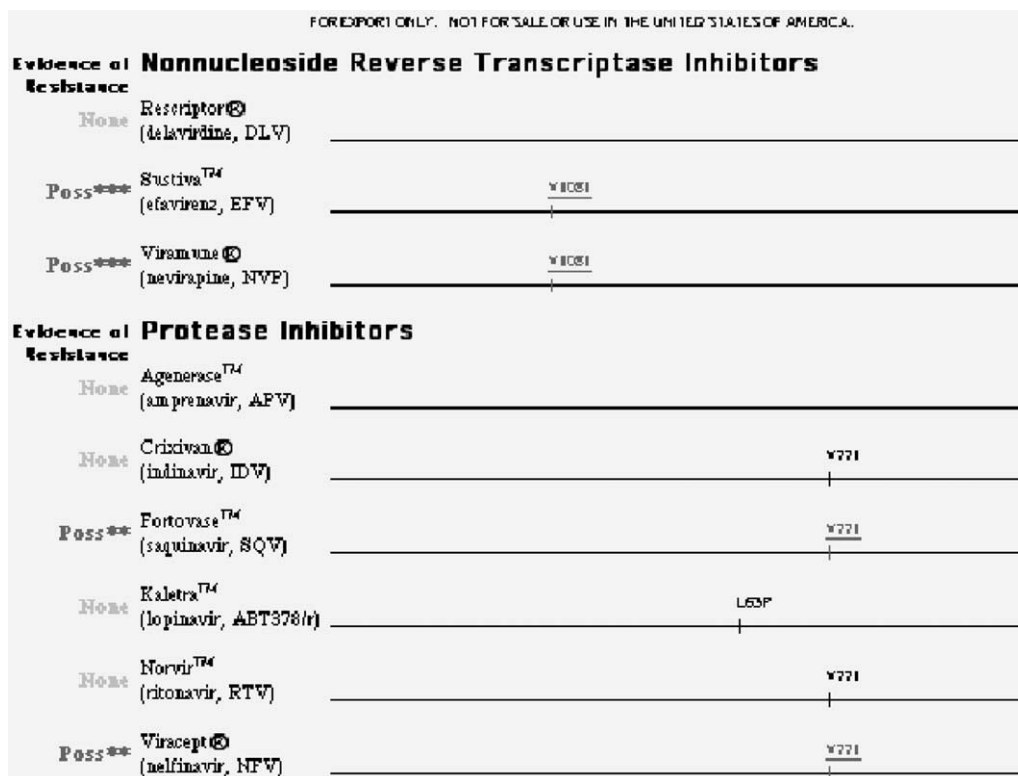 FOR EXPORT ONLY. NOT FOR SALE OR USE IN THE UNITED STATES OF AMERICA.
Evidence of Resistance
Nonnucleoside Reverse Transcriptase Inhibitors
None
Rescriptor®
(delavirdine, DLV)
Poss***
Sustiva™
(efavirenz, EFV)
V108I
Poss***
Viramune®
(nevirapine, NVP)
V108I
Evidence of Resistance
Protease Inhibitors
None
Agenerase™
(amprenavir, APV)
None
Crixivan®
(indinavir, IDV)
V77I
Poss**
Fortovase™
(saquinavir, SQV)
V77I
None
Kaletra™
(lopinavir, ABT378/r)
L63P
None
Norvir™
(ritonavir, RTV)
V77I
Poss**
Viracept®
(nelfinavir, NFV)
V77I